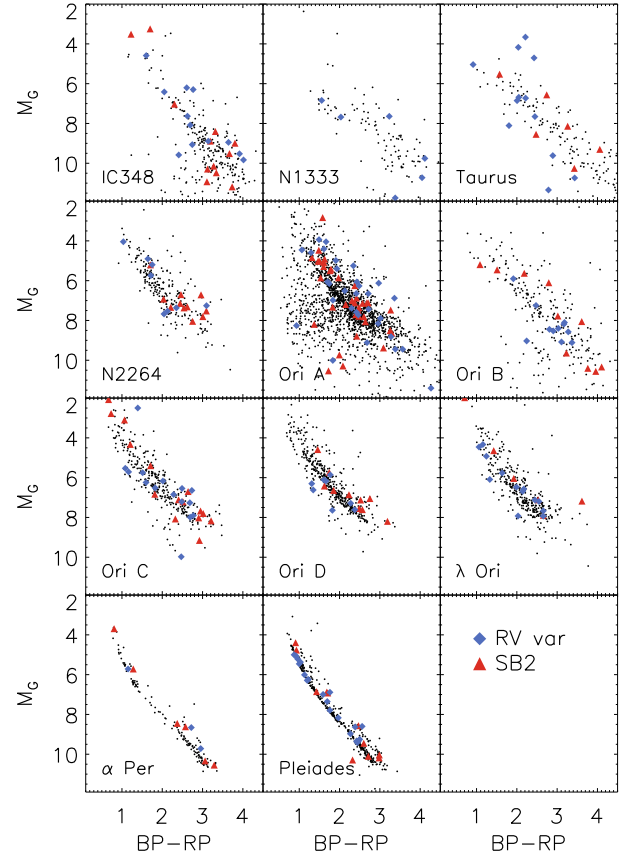 2
4
6
8
10
M_G
IC348
N1333
Taurus
2
4
6
8
10
M_G
N2264
Ori A
Ori B
2
4
6
8
10
M_G
Ori C
Ori D
λ Ori
2
4
6
8
10
M_G
α Per
Pleiades
RV var
SB2
1 2 3 4
1 2 3 4
1 2 3 4
BP−RP
BP−RP
BP−RP